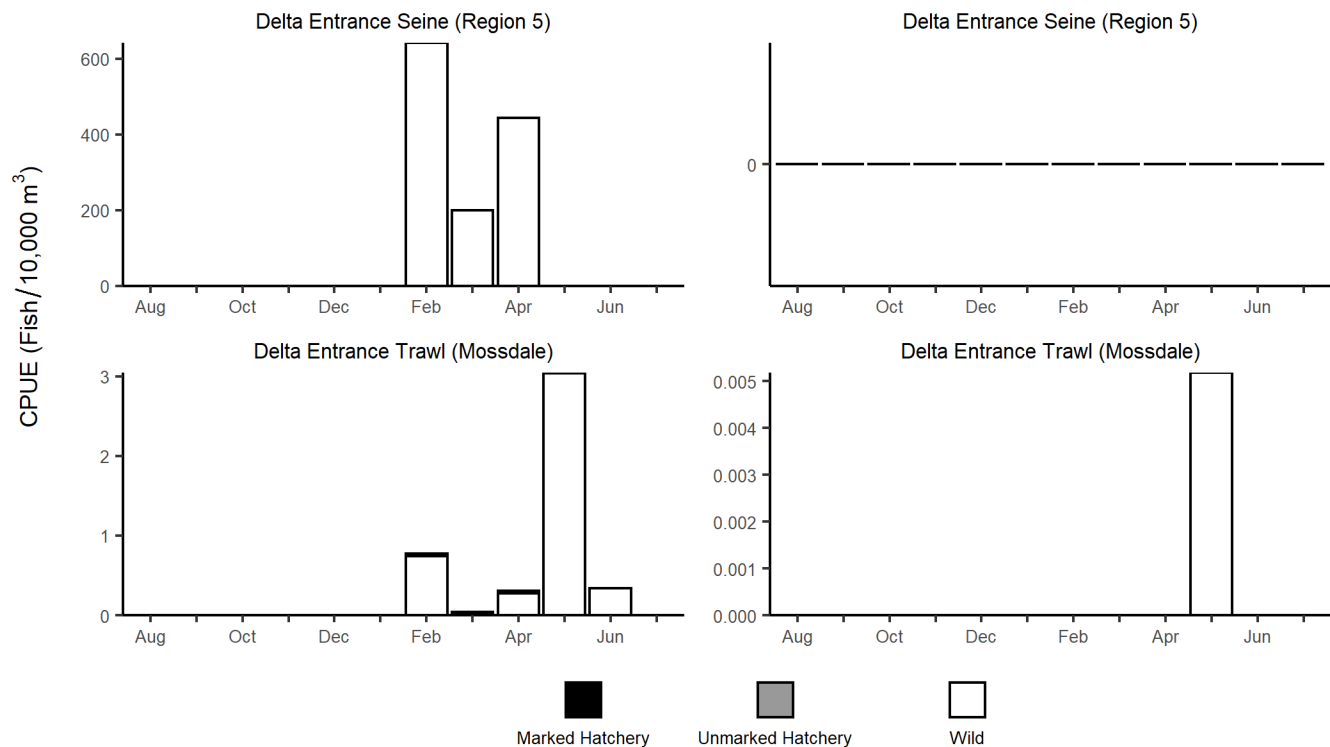 Delta Entrance Seine (Region 5)
Delta Entrance Seine (Region 5)
CPUE (Fish/10,000 m³)
600
400
200
0
Aug Oct Dec Feb Apr Jun
0
Aug Oct Dec Feb Apr Jun
Delta Entrance Trawl (Mossdale)
Delta Entrance Trawl (Mossdale)
3
2
1
0
Aug Oct Dec Feb Apr Jun
0.005
0.004
0.003
0.002
0.001
0.000
Aug Oct Dec Feb Apr Jun
Marked Hatchery Unmarked Hatchery Wild